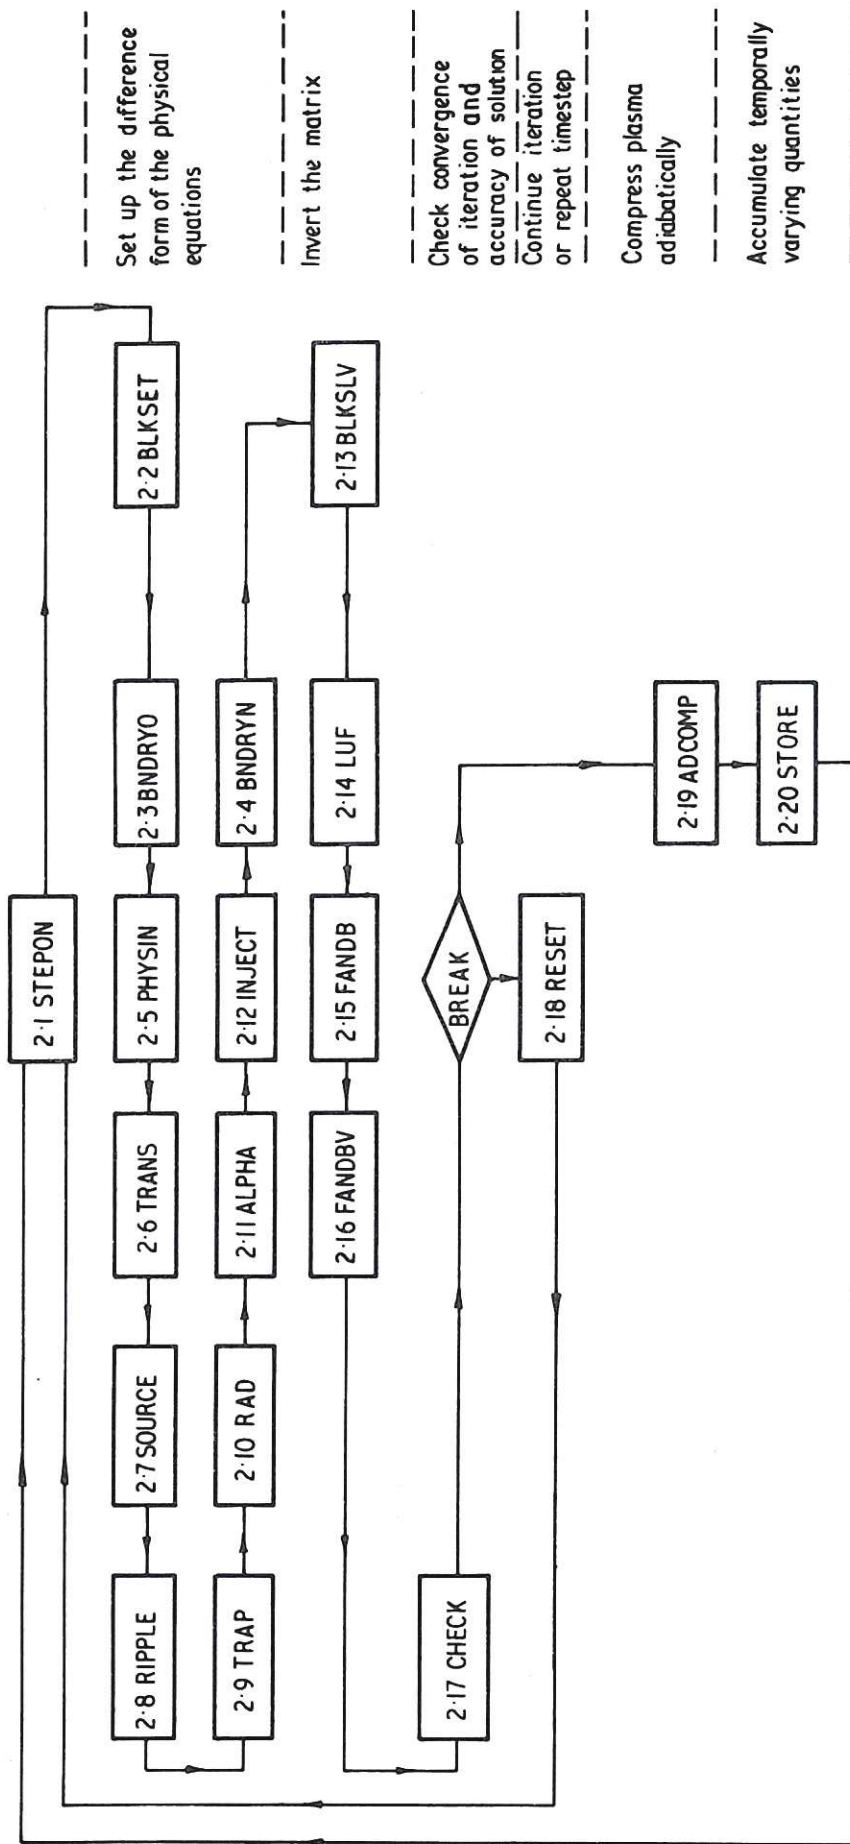 2·1 STEPON
2·2 BLKSET
2·3 BNDRYO
2·5 PHYSIN
2·6 TRANS
2·7 SOURCE
2·8 RIPPLE
Set up the difference
form of the physical
equations
2·9 TRAP
2·10 RAD
2·11 ALPHA
2·12 INJECT
2·4 BNDRYN
2·13 BLKSLV
2·14 LUF
2·15 FANDB
2·16 FANDBV
Invert the matrix
2·17 CHECK
BREAK
Check convergence
of iteration and
accuracy of solution
2·18 RESET
Continue iteration
or repeat timestep
2·19 ADCOMP
Compress plasma
adiabatically
2·20 STORE
Accumulate temporally
varying quantities